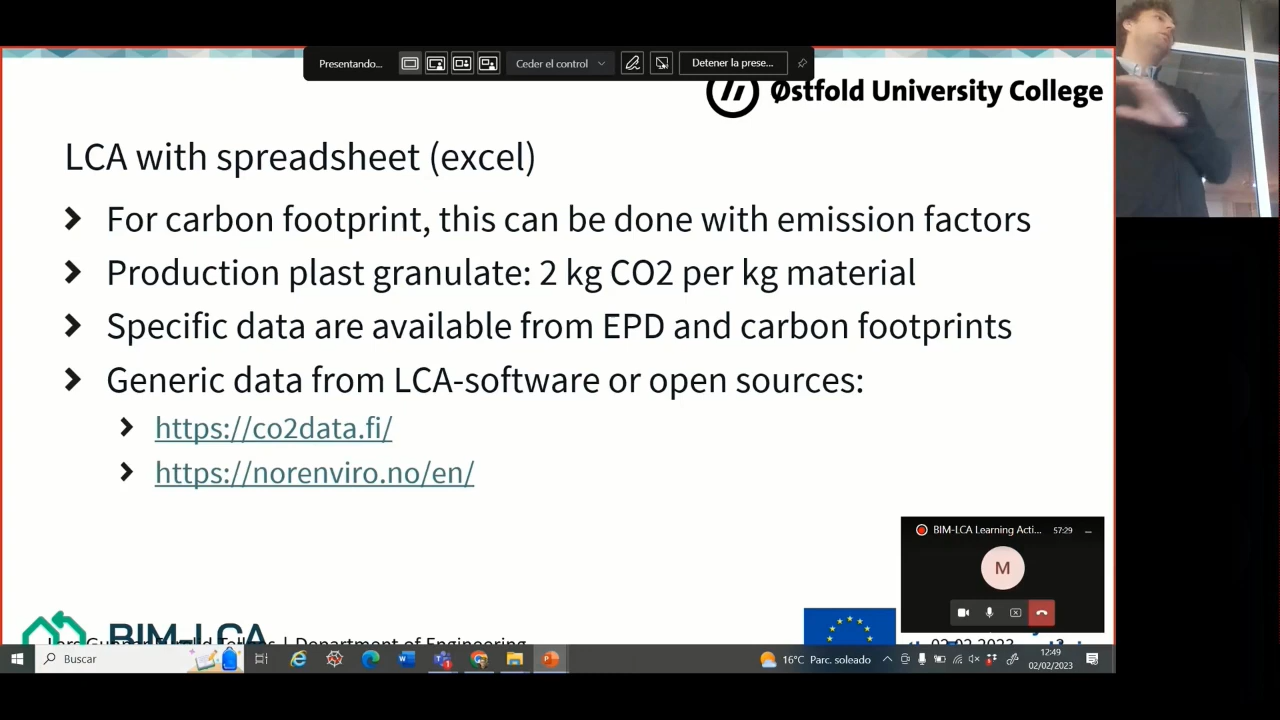 Presentando...
Ceder el control
Detener la prese...
Østfold University College
LCA with spreadsheet (excel)
For carbon footprint, this can be done with emission factors
Production plast granulate: 2 kg CO2 per kg material
Specific data are available from EPD and carbon footprints
Generic data from LCA-software or open sources:
https://co2data.fi/
https://norenviro.no/en/
BIM-LCA Learning Acti...
57:29
M
BIM-LCA
| Department of Engineering
02.02.2023
Buscar
16°C Parc. soleado
12:49
02/02/2023